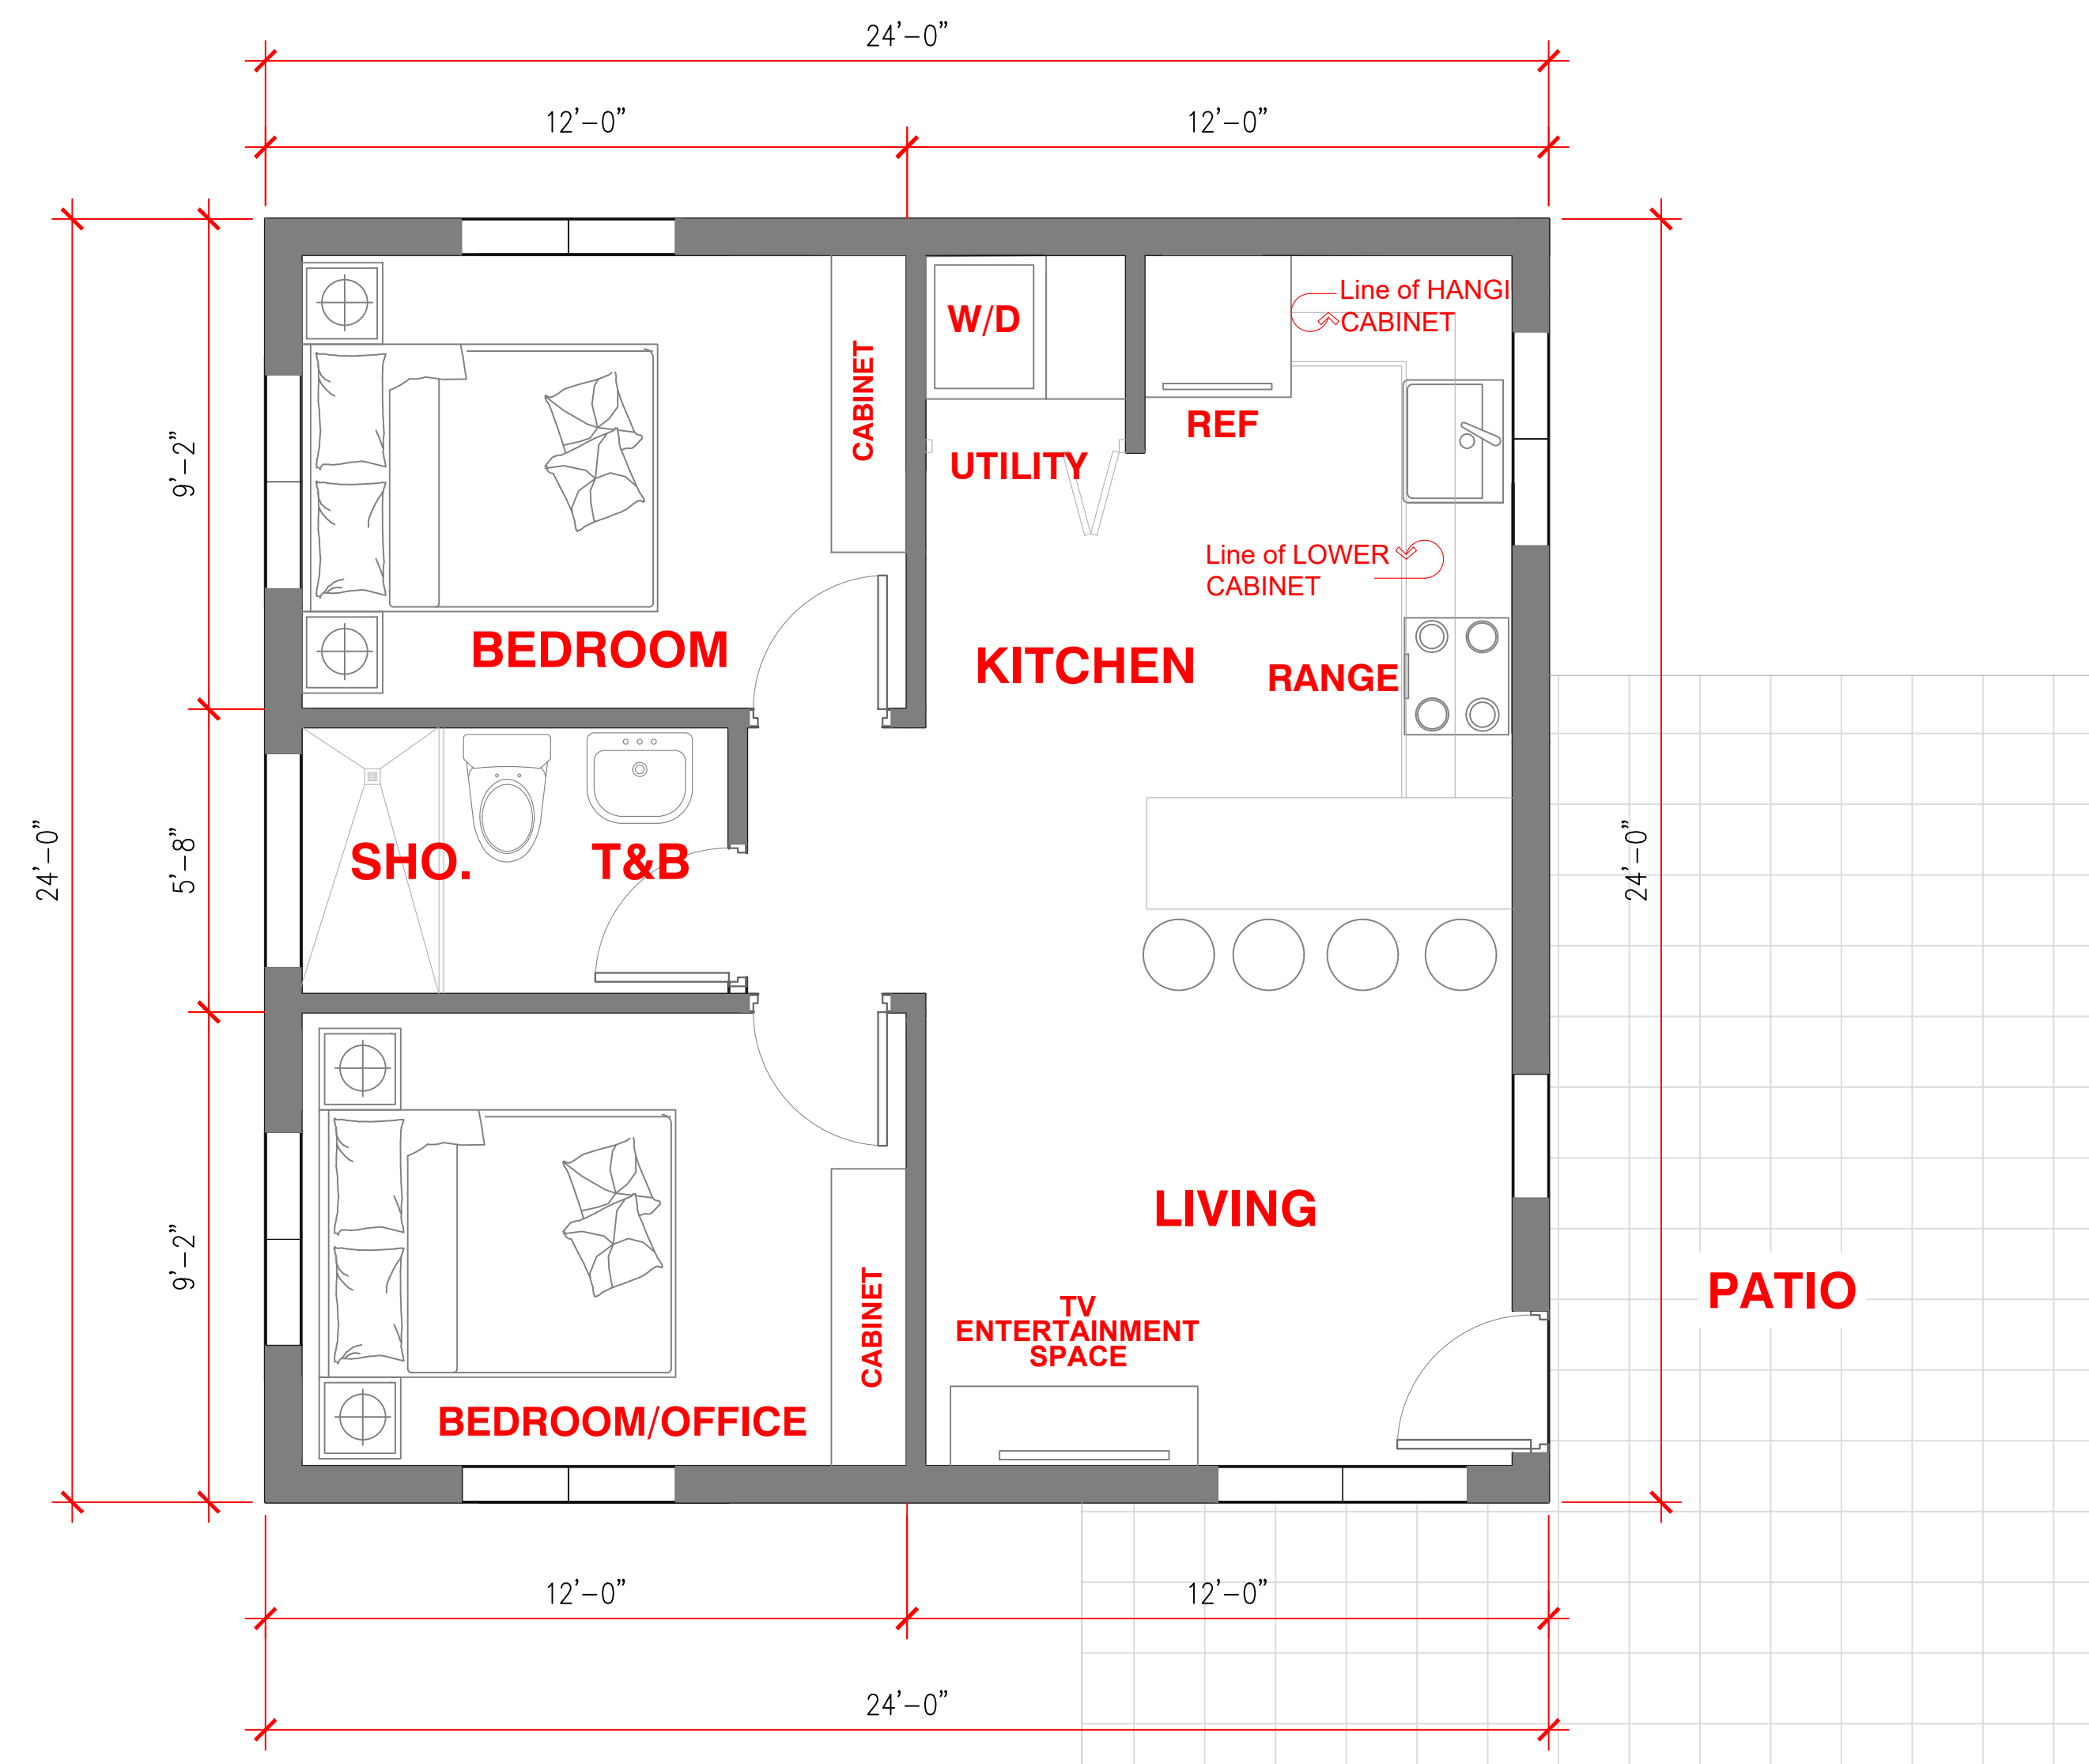 24'-0"
12'-0"
12'-0"
Line of HANGI
CABINET
W/D
CABINET
REF
UTILITY
9'-2"
Line of LOWER
CABINET
BEDROOM
KITCHEN
RANGE
24'-0"
5'-8"
SHO.
T&B
24'-0"
LIVING
9'-2"
PATIO
TV
ENTERTAINMENT
SPACE
CABINET
BEDROOM/OFFICE
12'-0"
12'-0"
24'-0"